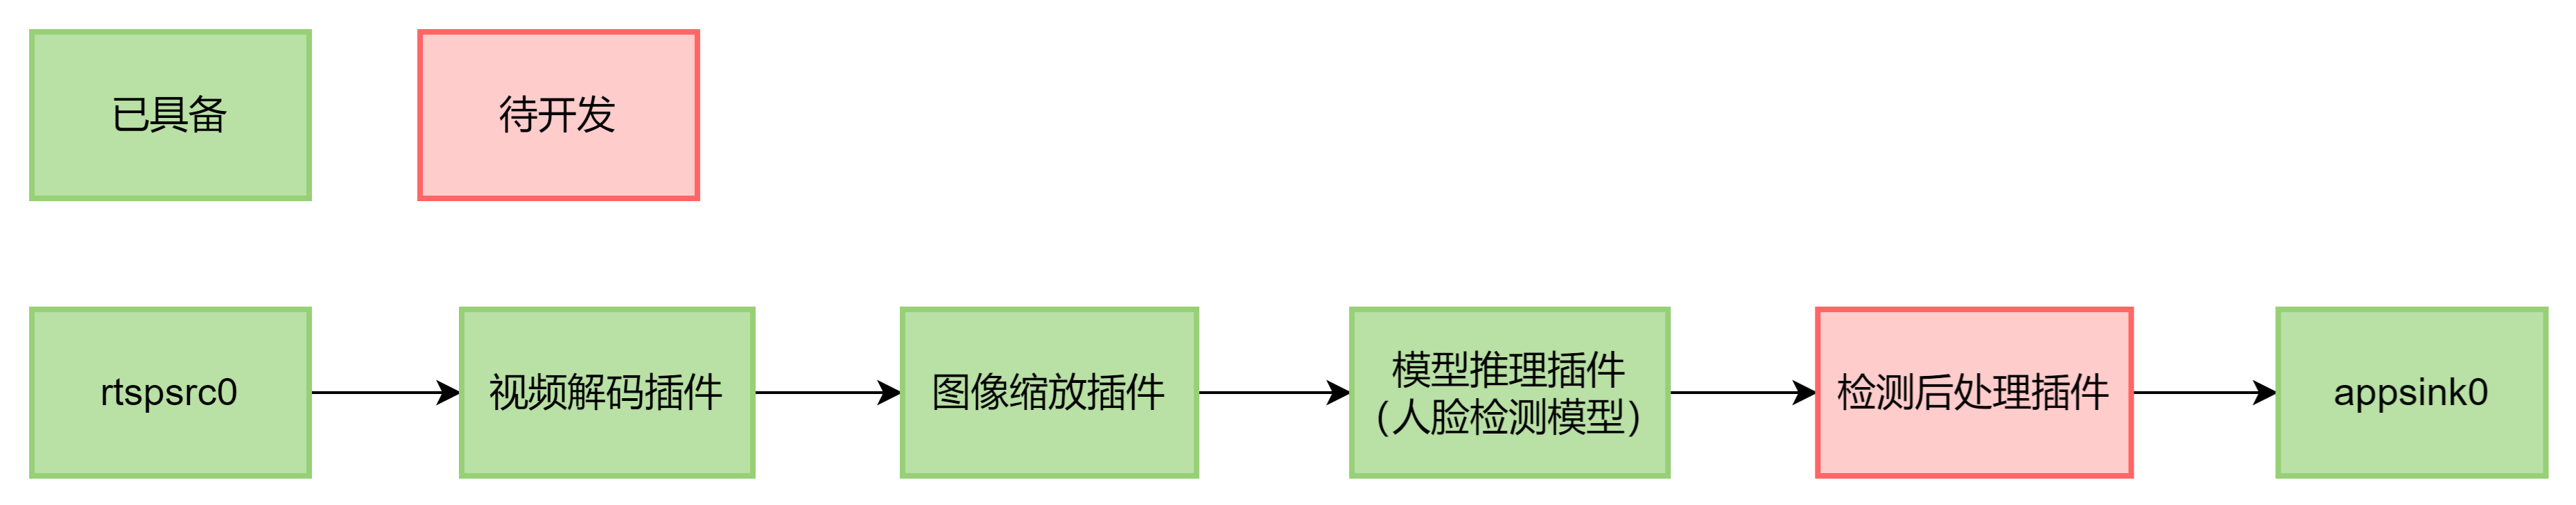 已具备
待开发
rtspsrc0
视频解码插件
图像缩放插件
模型推理插件
（人脸检测模型）
检测后处理插件
appsink0